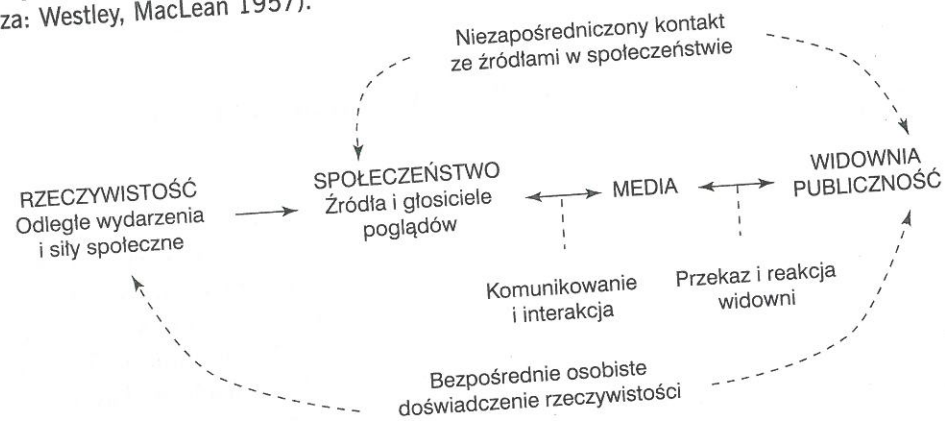 za: Westley, MacLean 1957).
Niezapośredniczony kontakt
ze źródłami w społeczeństwie
RZECZYWISTOŚĆ
Odległe wydarzenia
i siły społeczne
SPOŁECZEŃSTWO
Źródła i głosiciele
poglądów
MEDIA
WIDOWNIA
PUBLICZNOŚĆ
Komunikowanie
i interakcja
Przekaz i reakcja
widowni
Bezpośrednie osobiste
doświadczenie rzeczywistości